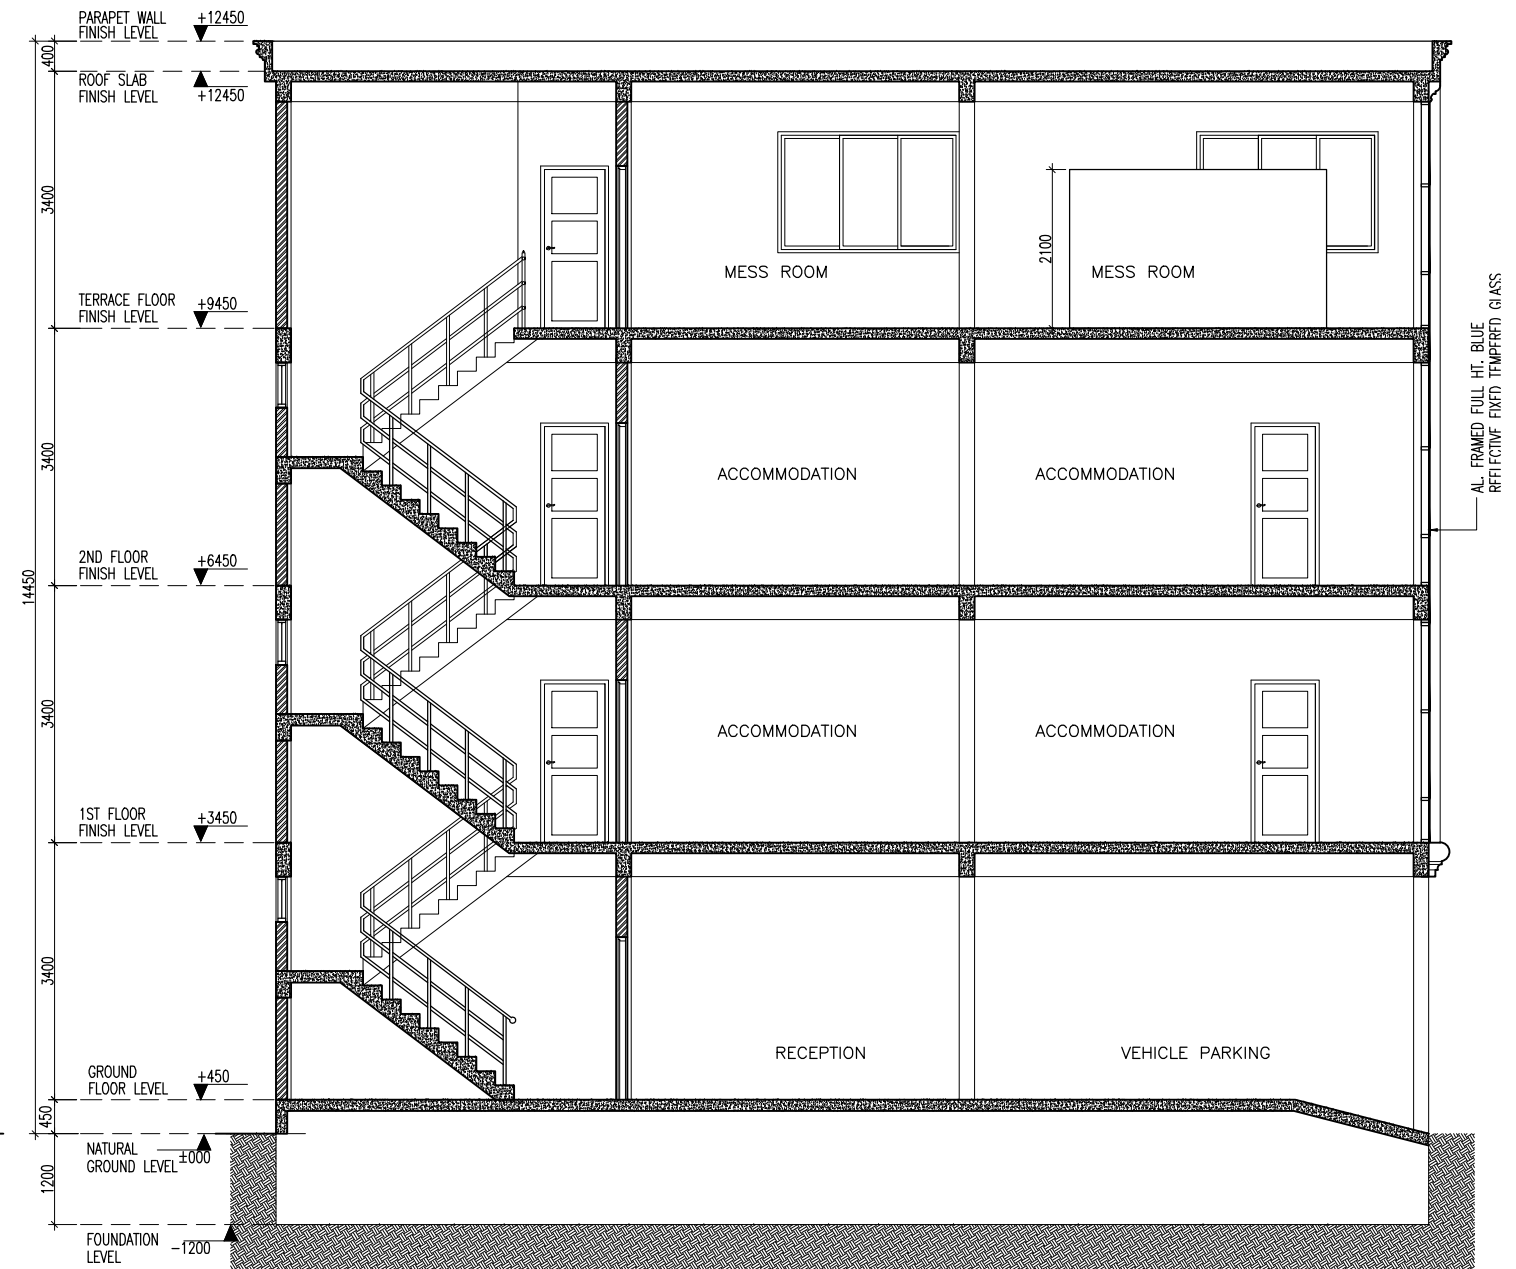 PARAPET WALL +12450
FINISH LEVEL
400
ROOF SLAB
FINISH LEVEL +12450
3400
2100
MESS ROOM
MESS ROOM
TERRACE FLOOR +9450
FINISH LEVEL
AL. FRAMED FULL HT. BLUE
REFLECTIVE FIXED TEMPERED GLASS
3400
ACCOMMODATION
ACCOMMODATION
2ND FLOOR +6450
FINISH LEVEL
14450
3400
ACCOMMODATION
ACCOMMODATION
1ST FLOOR +3450
FINISH LEVEL
3400
RECEPTION
VEHICLE PARKING
GROUND +450
FLOOR LEVEL
450
NATURAL
GROUND LEVEL ±000
1200
FOUNDATION
LEVEL -1200